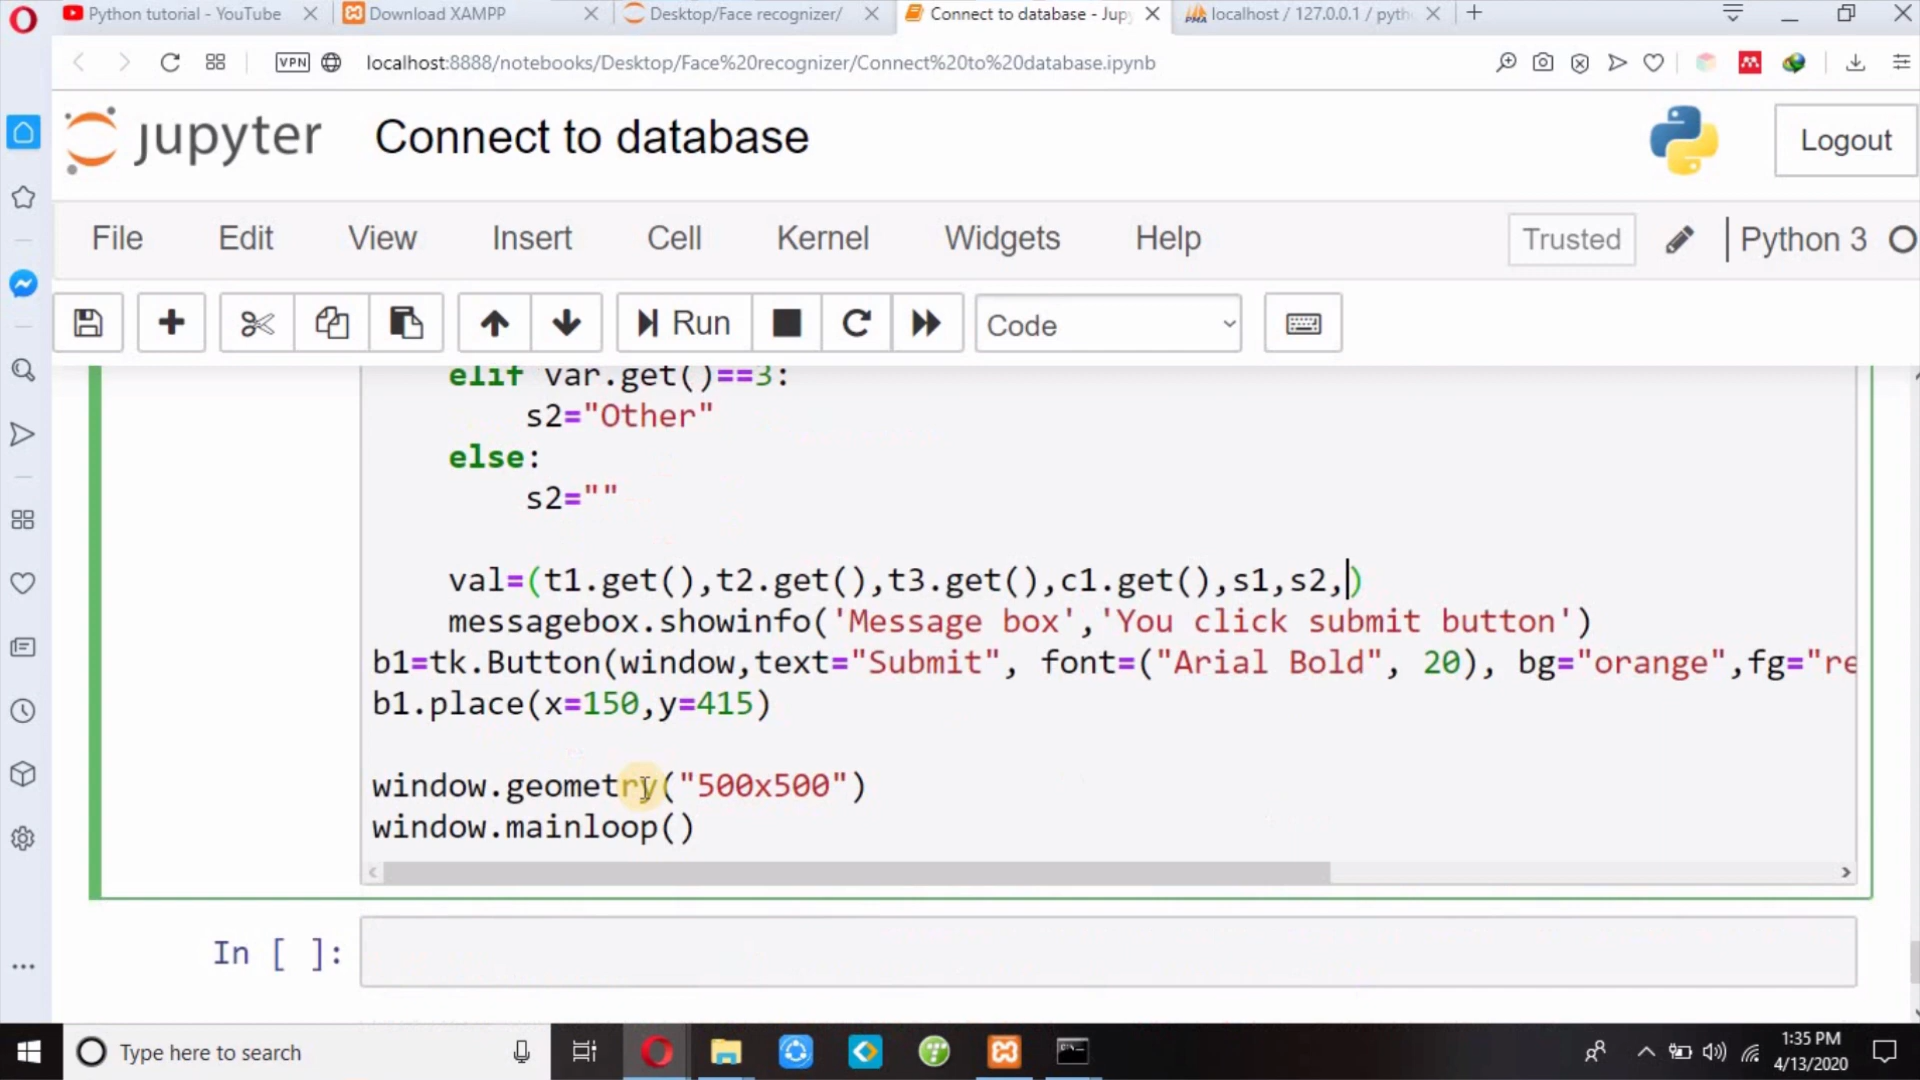 Python tutorial - YouTube
Download XAMPP
Desktop/Face recognizer/
Connect to database - Jup
localhost / 127.0.0.1 / pyth
VPN
localhost:8888/notebooks/Desktop/Face%20recognizer/Connect%20to%20database.ipynb
jupyter
Connect to database
Logout
File
Edit
View
Insert
Cell
Kernel
Widgets
Help
Trusted
Python 3
Run
Code
elif var.get()==3:
s2="Other"
else:
s2=""
val=(t1.get(),t2.get(),t3.get(),c1.get(),s1,s2,)
messagebox.showinfo('Message box','You click submit button')
b1=tk.Button(window,text="Submit", font=("Arial Bold", 20), bg="orange",fg="re
b1.place(x=150,y=415)
window.geometry("500x500")
window.mainloop()
In [ ]:
Type here to search
1:35 PM
4/13/2020